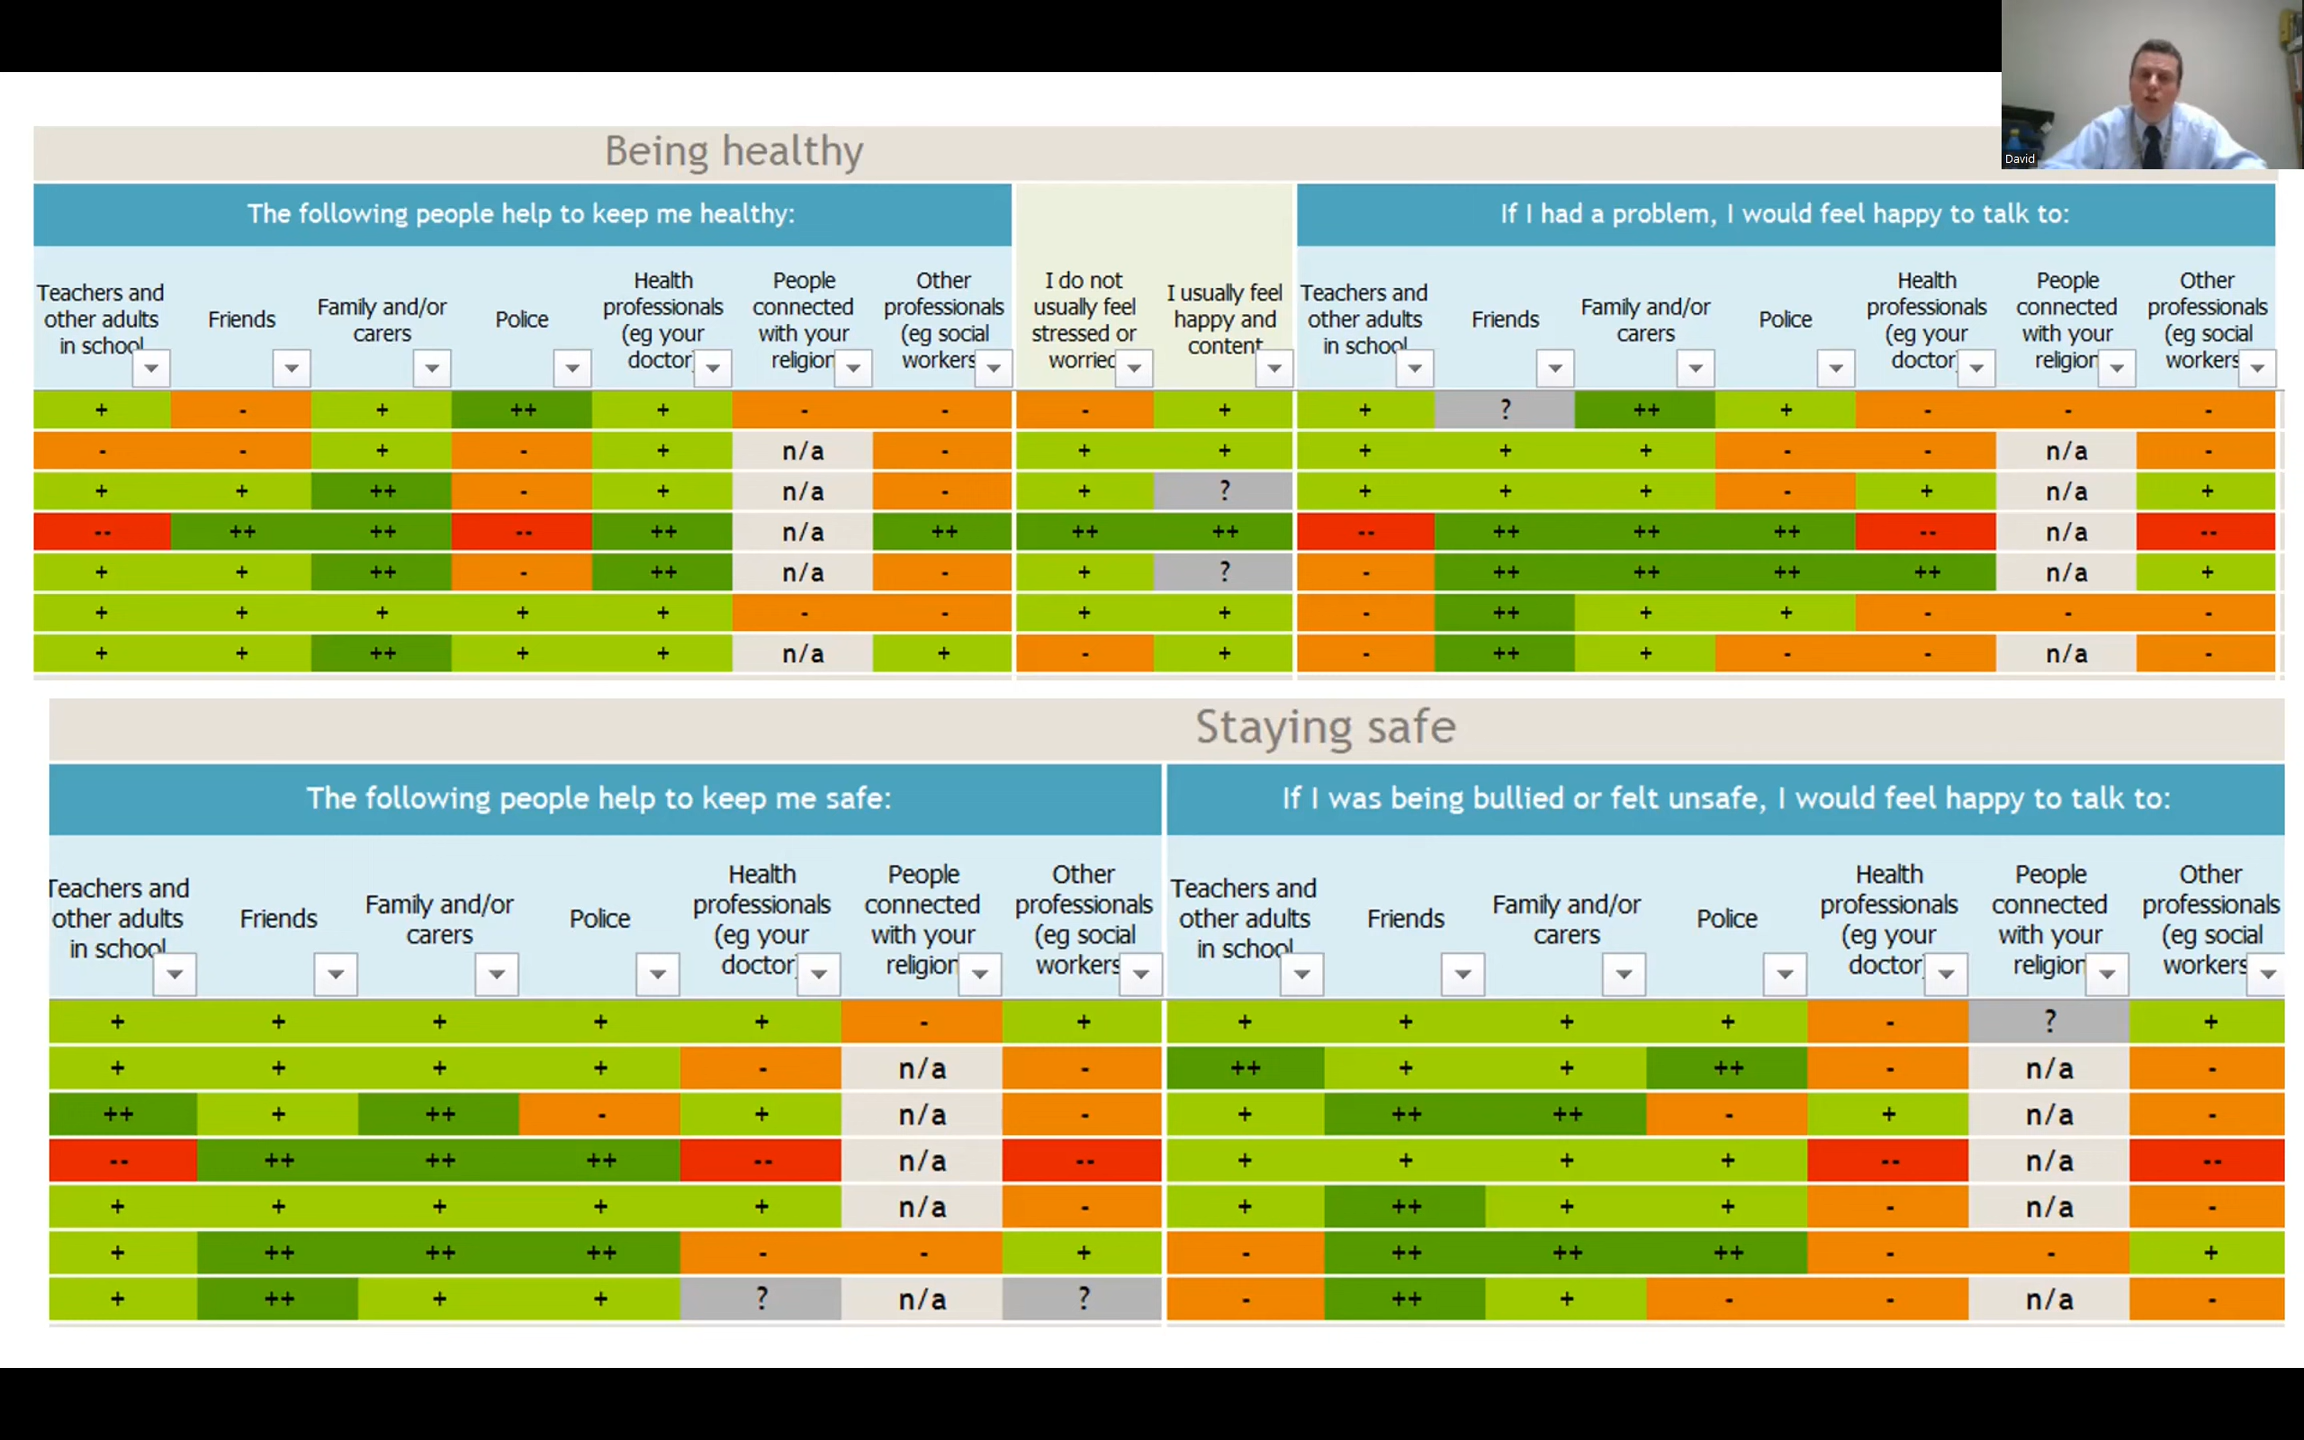 David
Being healthy
The following people help to keep me healthy:
If I had a problem, I would feel happy to talk to:
Teachers and other adults in school
Friends
Family and/or carers
Police
Health professionals (eg your doctor
People connected with your religion
Other professionals (eg social workers
I do not usually feel stressed or worried
I usually feel happy and content
Teachers and other adults in school
Friends
Family and/or carers
Police
Health professionals (eg your doctor
People connected with your religion
Other professionals (eg social workers
+ - + ++ + - - - + + ? ++ + - - -
- - + - + n/a - + + + + + - - n/a -
+ + ++ - + n/a - + ? + + + - + n/a +
-- ++ ++ -- ++ n/a ++ ++ ++ -- ++ ++ ++ -- n/a --
+ + ++ - ++ n/a - + ? - ++ ++ ++ ++ n/a +
+ + + + + - - + + - ++ + + - - -
+ + ++ + + n/a + - + - ++ + - - n/a -
Staying safe
The following people help to keep me safe:
If I was being bullied or felt unsafe, I would feel happy to talk to:
Teachers and other adults in school
Friends
Family and/or carers
Police
Health professionals (eg your doctor
People connected with your religion
Other professionals (eg social workers
Teachers and other adults in school
Friends
Family and/or carers
Police
Health professionals (eg your doctor
People connected with your religion
Other professionals (eg social workers
+ + + + + - + + + + + - ? +
+ + + + - n/a - ++ + + ++ - n/a -
++ + ++ - + n/a - + ++ ++ - + n/a -
-- ++ ++ ++ -- n/a -- + + + + -- n/a --
+ + + + + n/a - + ++ + + - n/a -
+ ++ ++ ++ - - + - ++ ++ ++ - - +
+ ++ + + ? n/a ? - ++ + - - n/a -